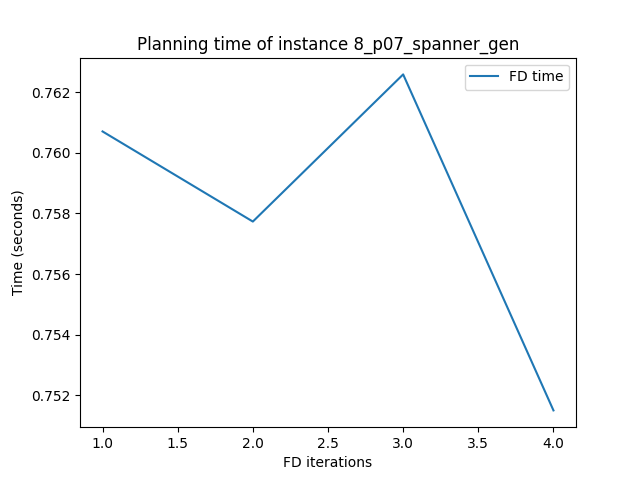 Planning time of instance 8_p07_spanner_gen
FD time
0.762
0.760
0.758
0.756
0.754
0.752
Time (seconds)
1.0 1.5 2.0 2.5 3.0 3.5 4.0
FD iterations